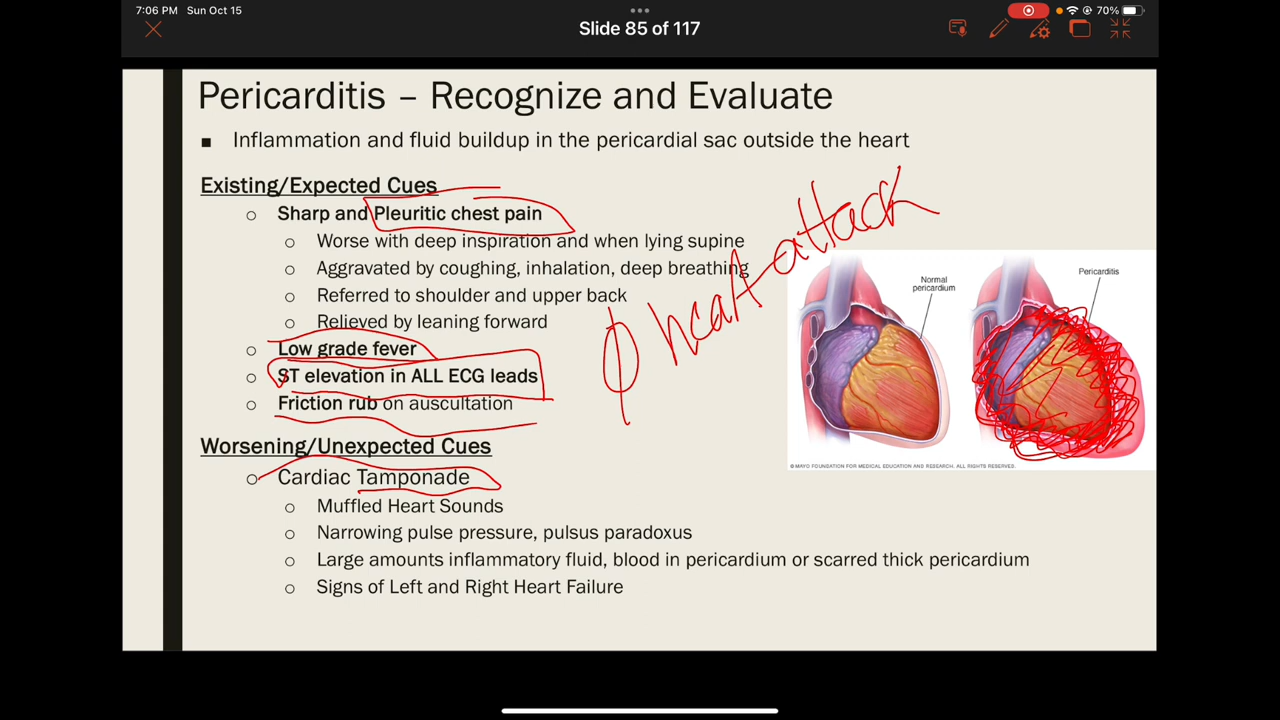 7:06 PM Sun Oct 15
70%
Slide 85 of 117
Pericarditis – Recognize and Evaluate
■ Inflammation and fluid buildup in the pericardial sac outside the heart
Existing/Expected Cues
o Sharp and Pleuritic chest pain
o Worse with deep inspiration and when lying supine
o Aggravated by coughing, inhalation, deep breathing
o Referred to shoulder and upper back
o Relieved by leaning forward
o Low grade fever
o ST elevation in ALL ECG leads
o Friction rub on auscultation
Φ heart attack
Normal
pericardium
Pericarditis
© MAYO FOUNDATION FOR MEDICAL EDUCATION AND RESEARCH. ALL RIGHTS RESERVED.
Worsening/Unexpected Cues
o Cardiac Tamponade
o Muffled Heart Sounds
o Narrowing pulse pressure, pulsus paradoxus
o Large amounts inflammatory fluid, blood in pericardium or scarred thick pericardium
o Signs of Left and Right Heart Failure